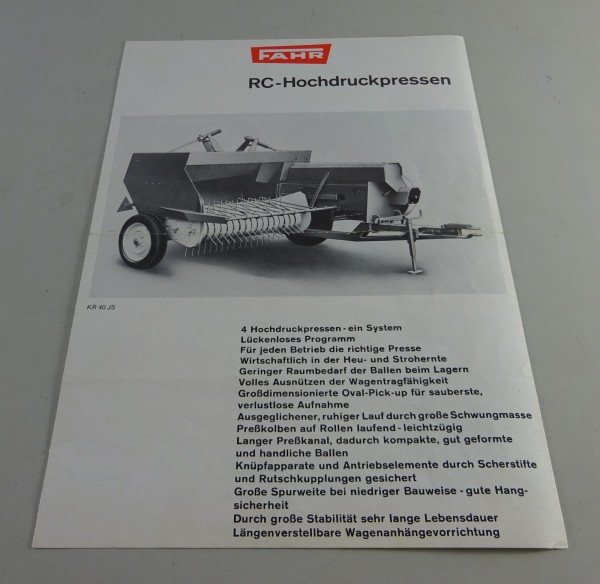 FAHR
RC-Hochdruckpressen
KR 40 JS
4 Hochdruckpressen - ein System
Lückenloses Programm
Für jeden Betrieb die richtige Presse
Wirtschaftlich in der Heu- und Strohernte
Geringer Raumbedarf der Ballen beim Lagern
Volles Ausnützen der Wagentragfähigkeit
Großdimensionierte Oval-Pick-up für sauberste,
verlustlose Aufnahme
Ausgeglichener, ruhiger Lauf durch große Schwungmasse
Preßkolben auf Rollen laufend - leichtzügig
Langer Preßkanal, dadurch kompakte, gut geformte
und handliche Ballen
Knüpfapparate und Antriebselemente durch Scherstifte
und Rutschkupplungen gesichert
Große Spurweite bei niedriger Bauweise - gute Hang-
sicherheit
Durch große Stabilität sehr lange Lebensdauer
Längenverstellbare Wagenanhängevorrichtung